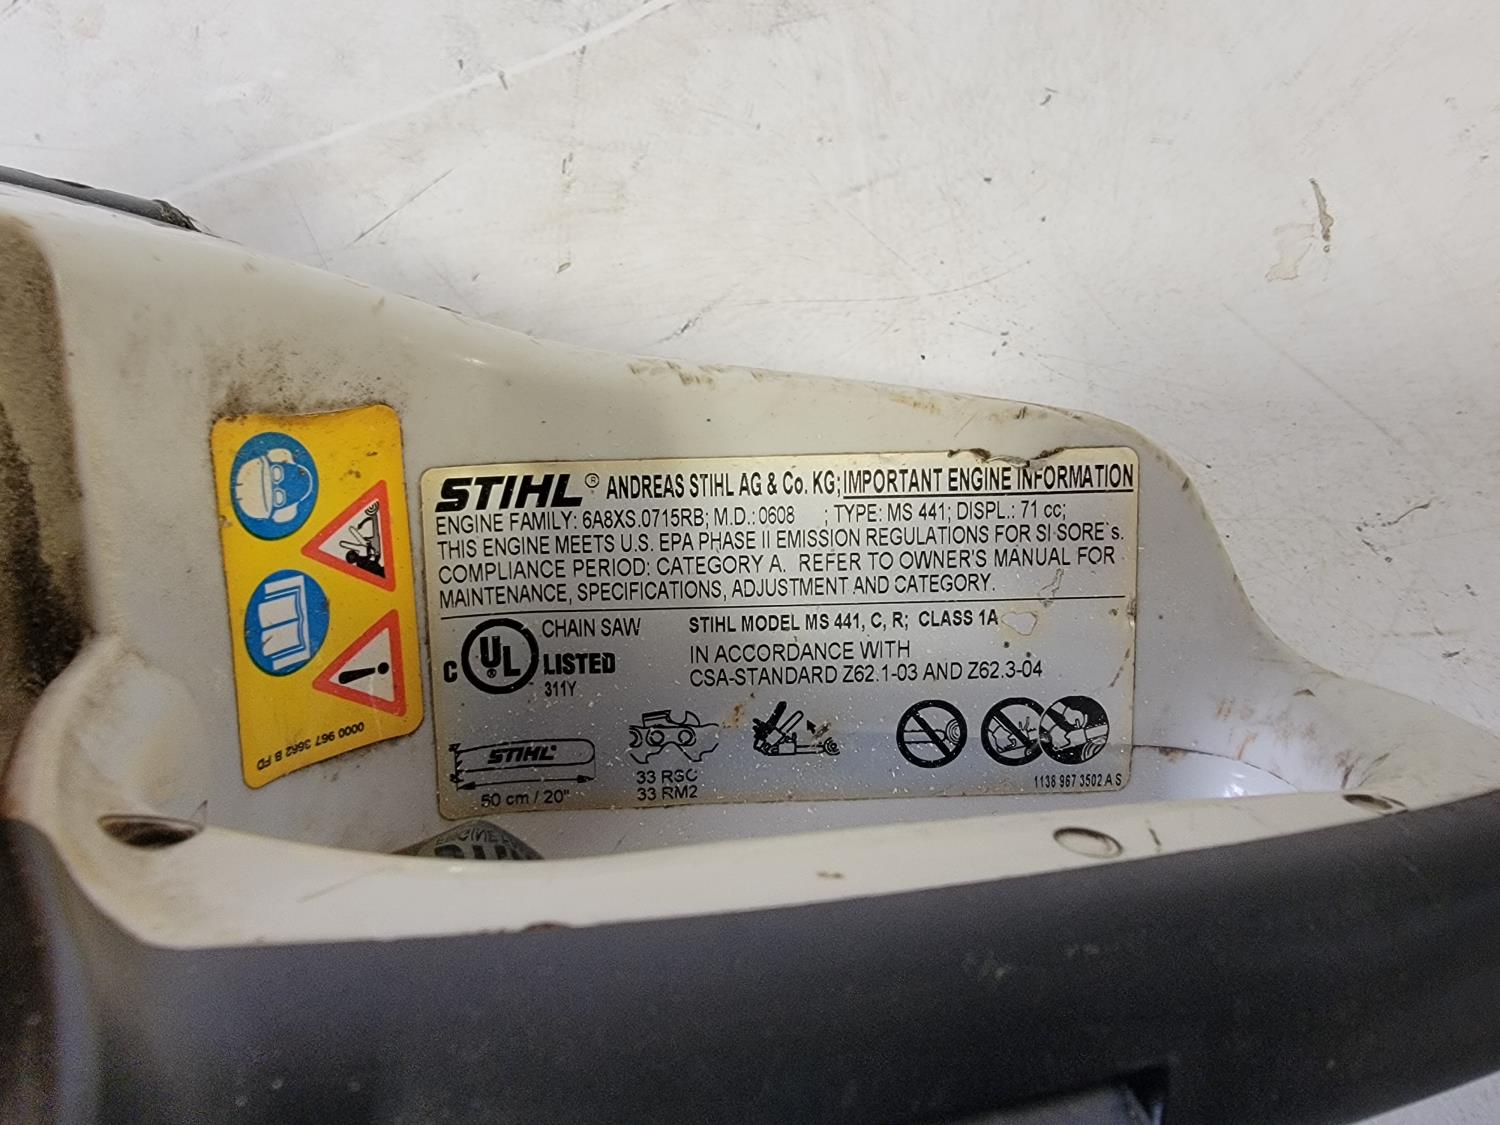 STIHL® ANDREAS STIHL AG & Co. KG; IMPORTANT ENGINE INFORMATION
ENGINE FAMILY: 6A8XS.0715RB; M.D.: 0608 ; TYPE: MS 441; DISPL.: 71 cc;
THIS ENGINE MEETS U.S. EPA PHASE II EMISSION REGULATIONS FOR SI SORE`s.
COMPLIANCE PERIOD: CATEGORY A. REFER TO OWNER'S MANUAL FOR
MAINTENANCE, SPECIFICATIONS, ADJUSTMENT AND CATEGORY.
C UL ® CHAIN SAW
LISTED
311Y
STIHL MODEL MS 441, C, R; CLASS 1A
IN ACCORDANCE WITH
CSA-STANDARD Z62.1-03 AND Z62.3-04
STIHL
50 cm / 20"
33 RSC
33 RM2
1138 967 3502 A S
0000 967 3662 B FD